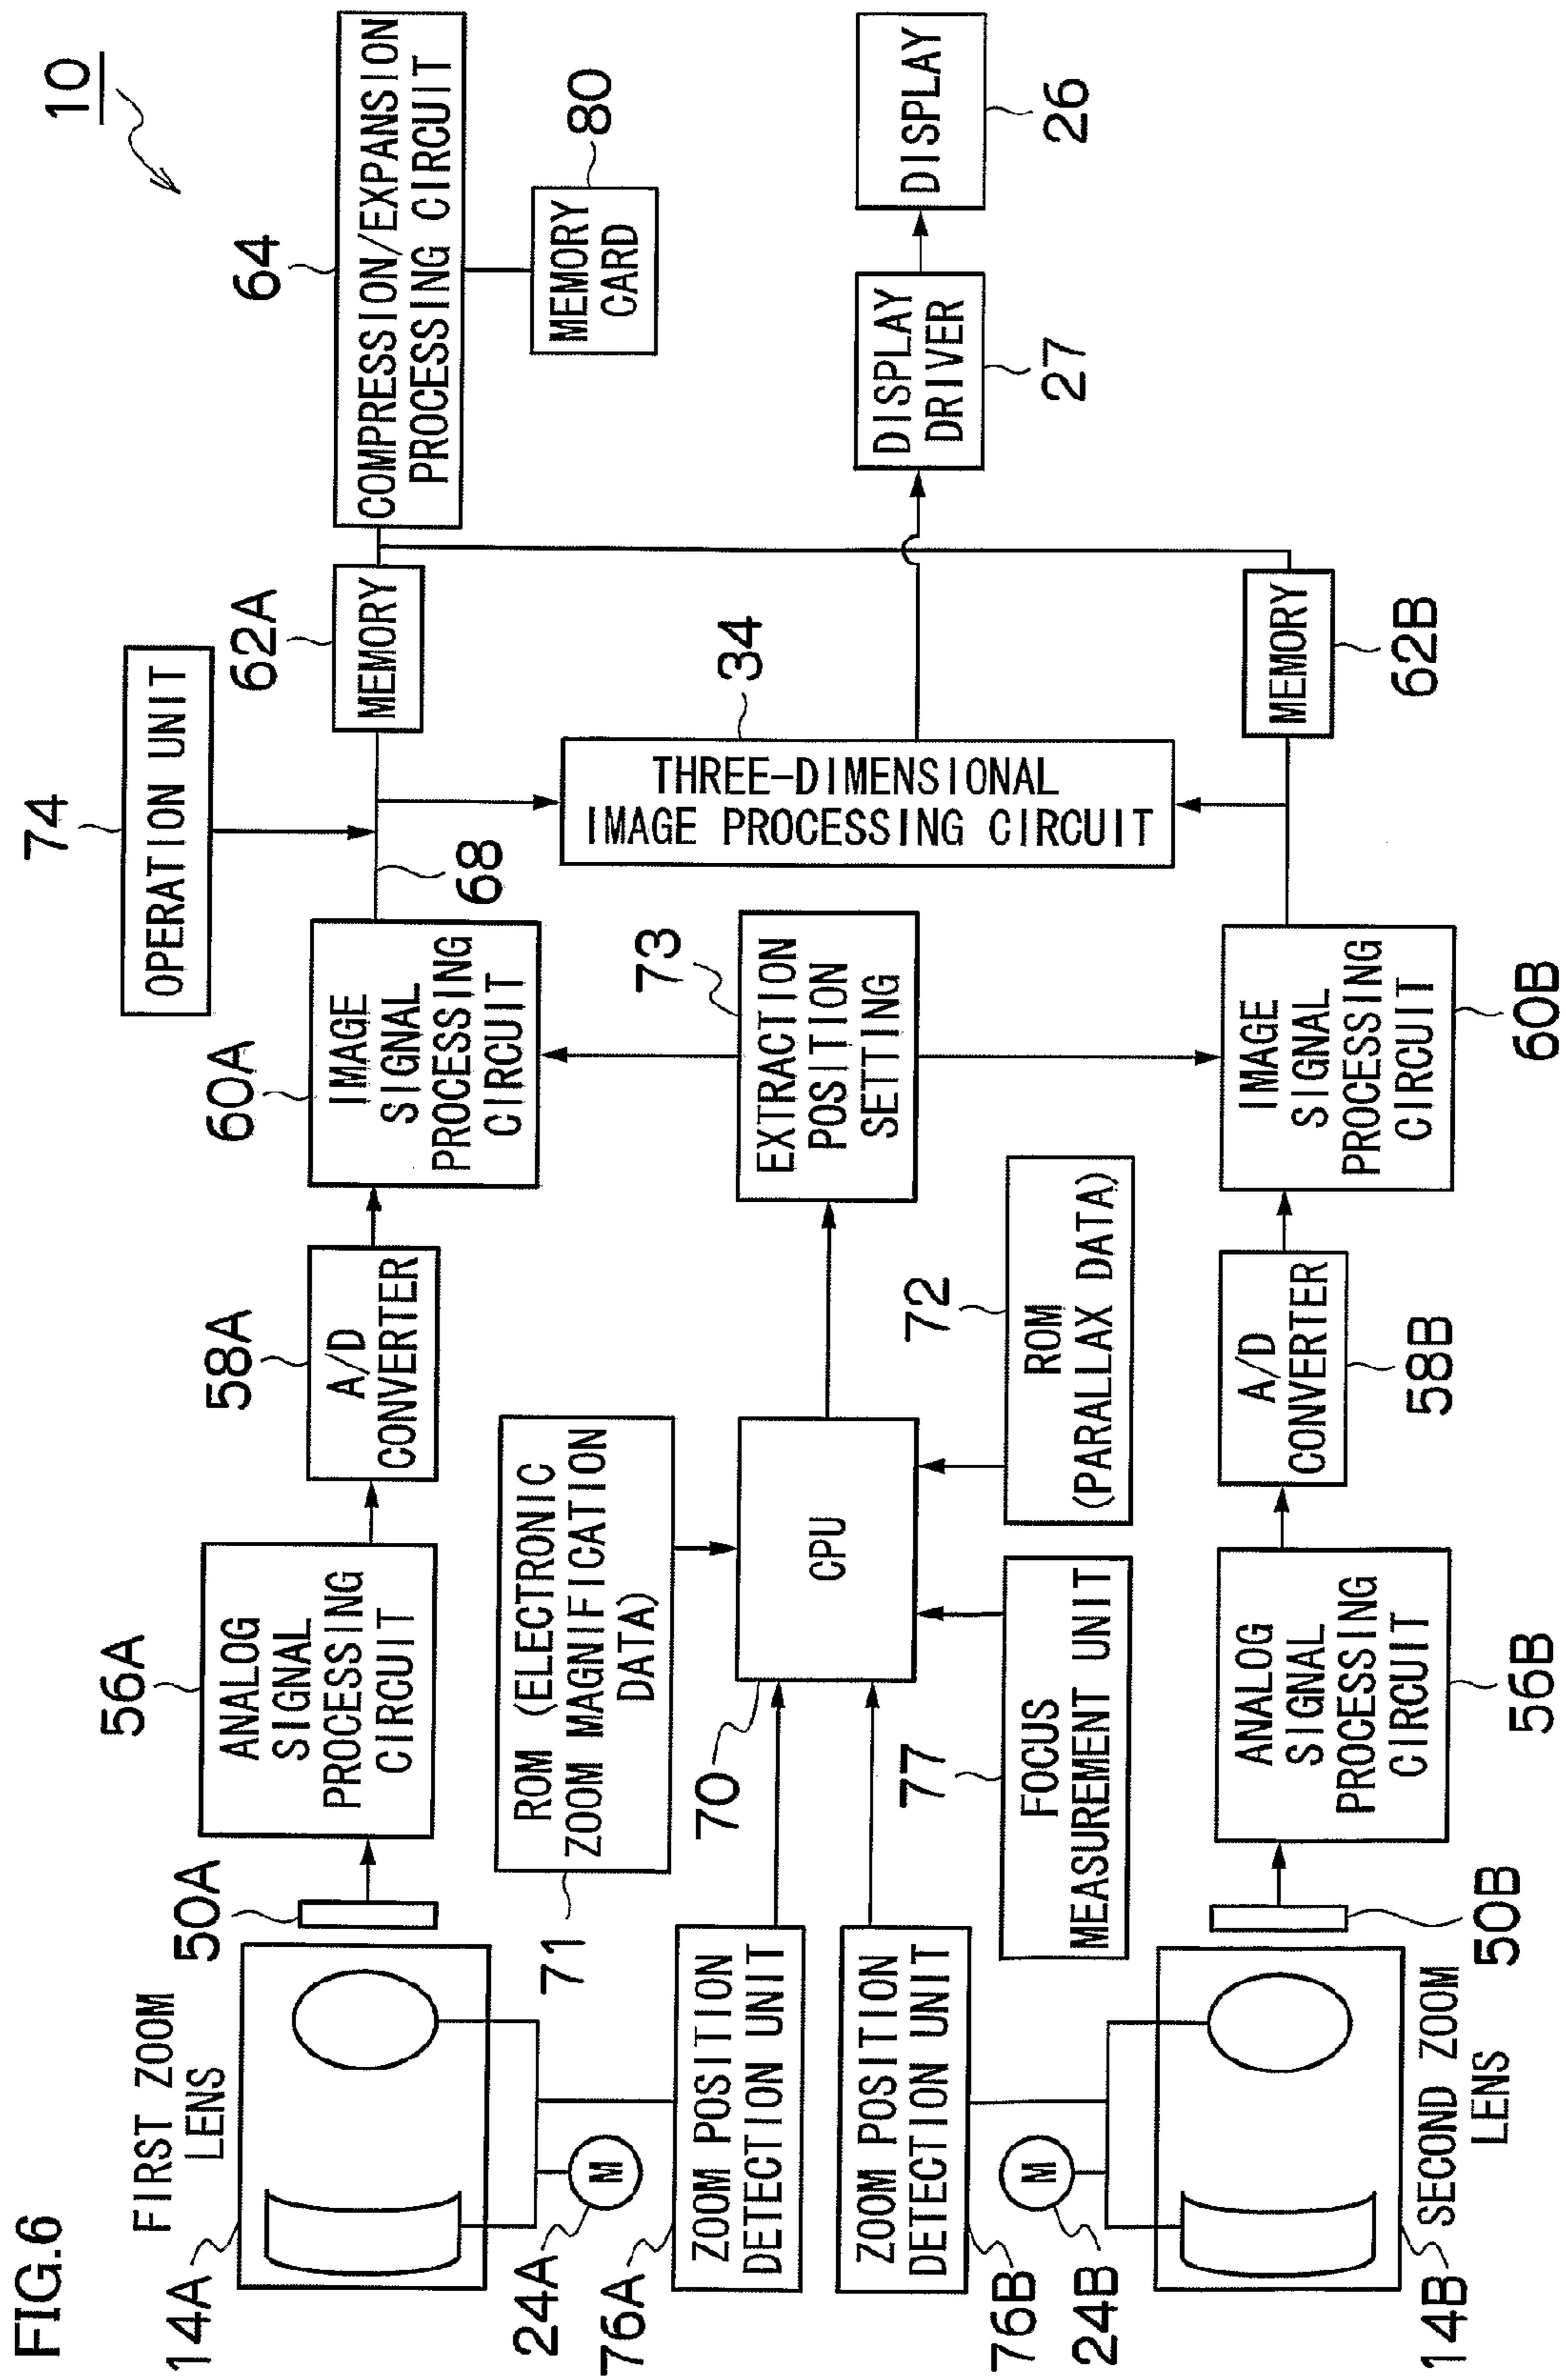 FIG.6
10
74
OPERATION UNIT
FIRST ZOOM
LENS
14A
50A
56A
ANALOG
SIGNAL
PROCESSING
CIRCUIT
58A
A/D
CONVERTER
60A
IMAGE
SIGNAL
PROCESSING
CIRCUIT
68
62A
MEMORY
64
COMPRESSION/EXPANSION
PROCESSING CIRCUIT
MEMORY
CARD
80
24A
M
71
ROM (ELECTRONIC
ZOOM MAGNIFICATION
DATA)
76A
ZOOM POSITION
DETECTION UNIT
70
CPU
73
EXTRACTION
POSITION
SETTING
34
THREE-DIMENSIONAL
IMAGE PROCESSING CIRCUIT
DISPLAY
DRIVER
27
DISPLAY
26
ZOOM POSITION
DETECTION UNIT
76B
77
FOCUS
MEASUREMENT UNIT
72
ROM
(PARALLAX DATA)
M
24B
14B
SECOND ZOOM
LENS
50B
ANALOG
SIGNAL
PROCESSING
CIRCUIT
56B
A/D
CONVERTER
58B
IMAGE
SIGNAL
PROCESSING
CIRCUIT
60B
MEMORY
62B